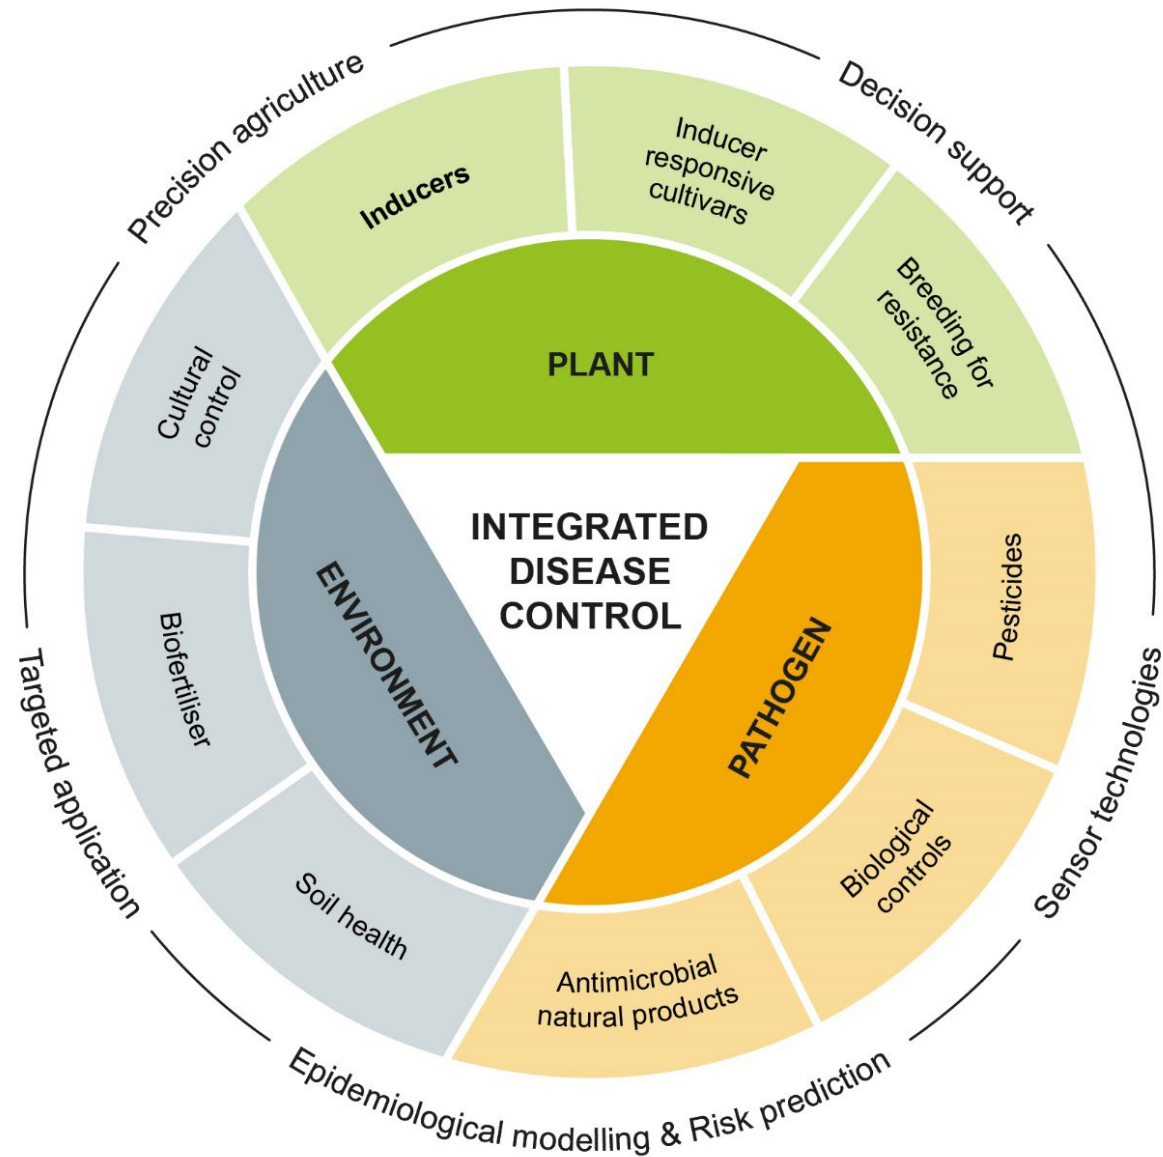 Precision agriculture
Decision support
Inducers
Inducer
responsive
cultivars
Breeding for
resistance
PLANT
Cultural
control
INTEGRATED
DISEASE
CONTROL
ENVIRONMENT
PATHOGEN
Pesticides
Biofertiliser
Biological
controls
Soil health
Antimicrobial
natural products
Targeted application
Sensor technologies
Epidemiological modelling & Risk prediction